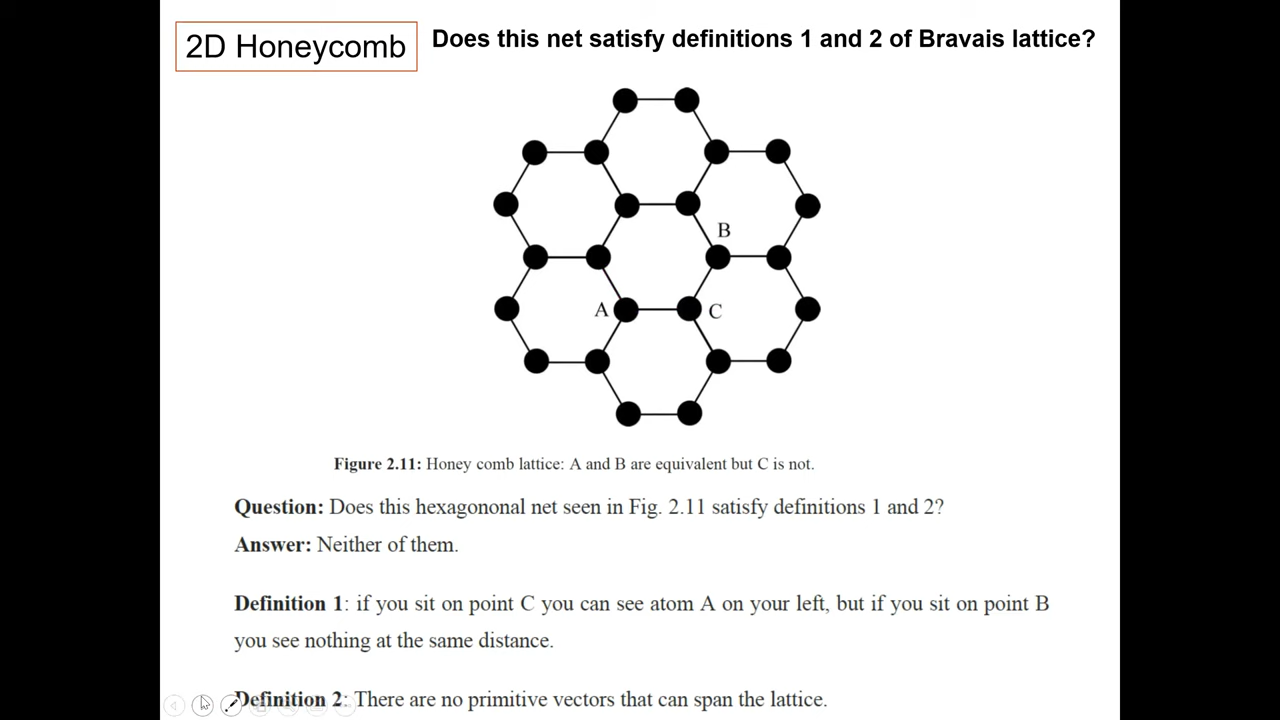 2D Honeycomb
Does this net satisfy definitions 1 and 2 of Bravais lattice?
B
A
C
Figure 2.11: Honey comb lattice: A and B are equivalent but C is not.
Question: Does this hexagononal net seen in Fig. 2.11 satisfy definitions 1 and 2?
Answer: Neither of them.
Definition 1: if you sit on point C you can see atom A on your left, but if you sit on point B
you see nothing at the same distance.
Definition 2: There are no primitive vectors that can span the lattice.